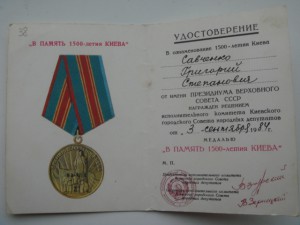 "В ПАМЯТЬ 1500-летия КИЕВА"
УДОСТОВЕРЕНИЕ
В ознаменование 1500-летия Киева
Савченко
Григорий
Степанович
от имени ПРЕЗИДИУМА ВЕРХОВНОГО
СОВЕТА СССР
НАГРАЖДЕН РЕШЕНИЕМ
исполнительного комитета Киевского
городского Совета народных депутатов
от 3 сентября 1984 г.
МЕДАЛЬЮ
"В ПАМЯТЬ 1500-летия КИЕВА"
М. П.